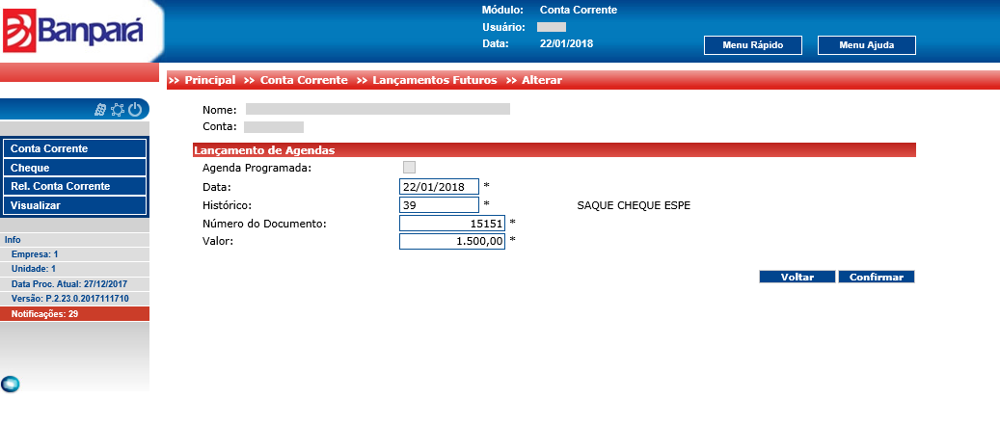 Banpará
Módulo: Conta Corrente
Usuário:
Data: 22/01/2018
Menu Rápido
Menu Ajuda
>> Principal >> Conta Corrente >> Lançamentos Futuros >> Alterar
Conta Corrente
Cheque
Rel. Conta Corrente
Visualizar
Info
Empresa: 1
Unidade: 1
Data Proc. Atual: 27/12/2017
Versão: P.2.23.0.2017111710
Notificações: 29
Nome:
Conta:
Lançamento de Agendas
Agenda Programada:
Data: 22/01/2018 *
Histórico: 39 * SAQUE CHEQUE ESPE
Número do Documento: 15151 *
Valor: 1.500,00 *
Voltar Confirmar